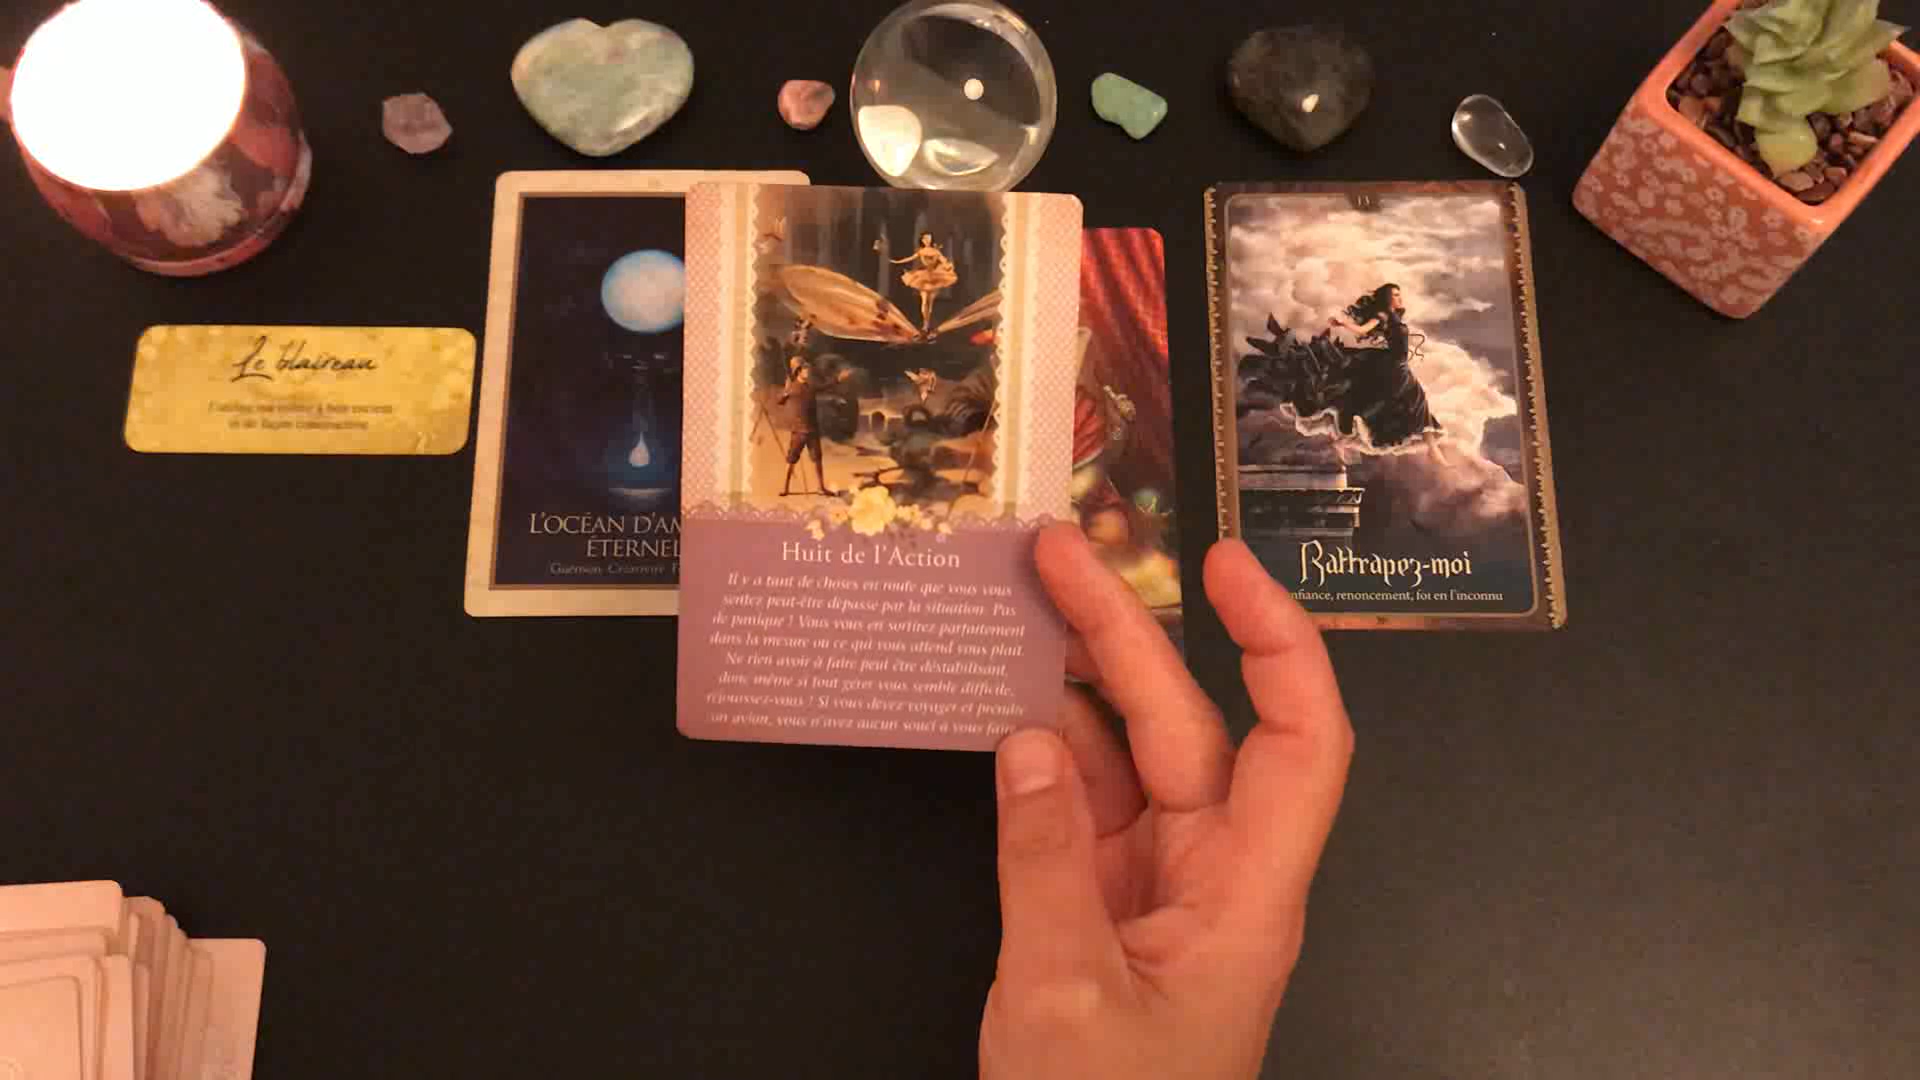 Le blaireau
L'OCÉAN D'AM
ÉTERNEL
Guérison Créativité
Huit de l'Action
Il y a tant de choses en route que vous vous
sentez peut-être dépassé par la situation. Pas
de panique ! Vous vous en sortirez parfaitement
dans la mesure où ce qui vous attend vous plaît.
Ne rien avoir à faire peut être déstabilisant,
donc même si tout gérer vous semble difficile,
réjouissez-vous ! Si vous devez voyager et prendre
un avion, vous n'avez aucun souci à vous faire
13
Rattrapez-moi
nfiance, renoncement, foi en l'inconnu